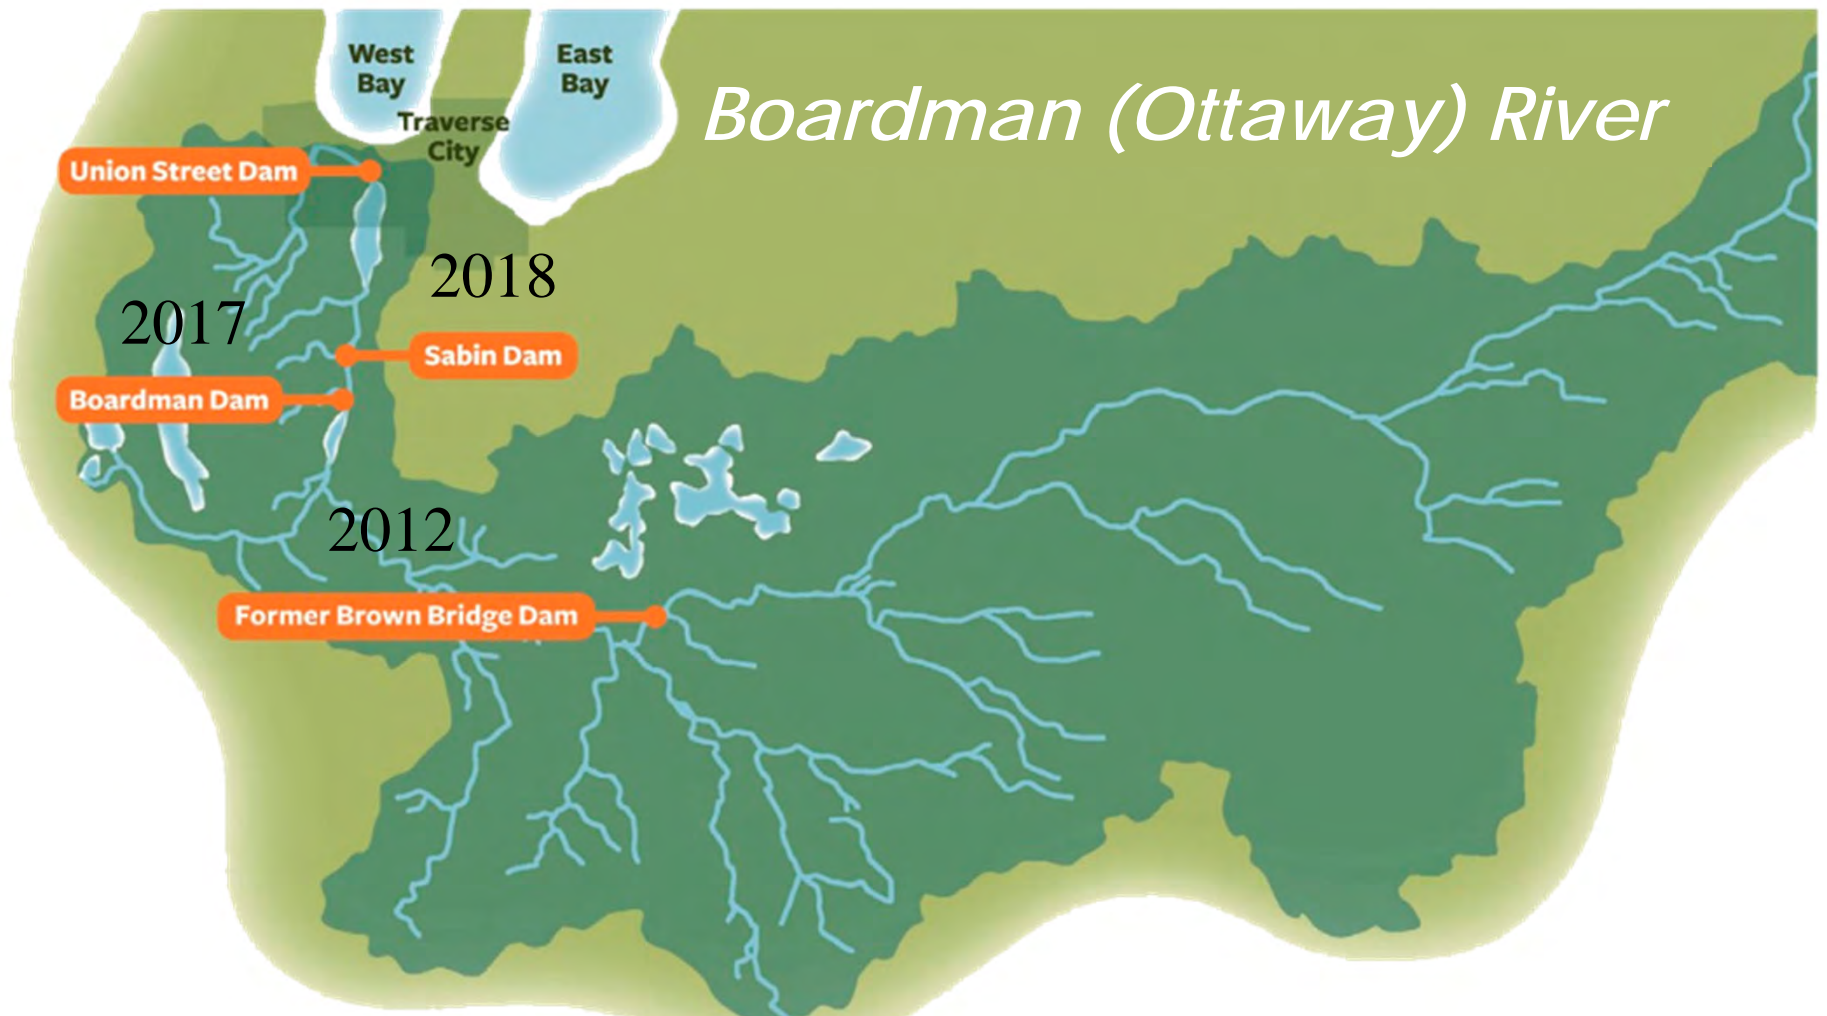 West
Bay
East
Bay
Boardman (Ottaway) River
Traverse
City
Union Street Dam
2018
2017
Sabin Dam
Boardman Dam
2012
Former Brown Bridge Dam